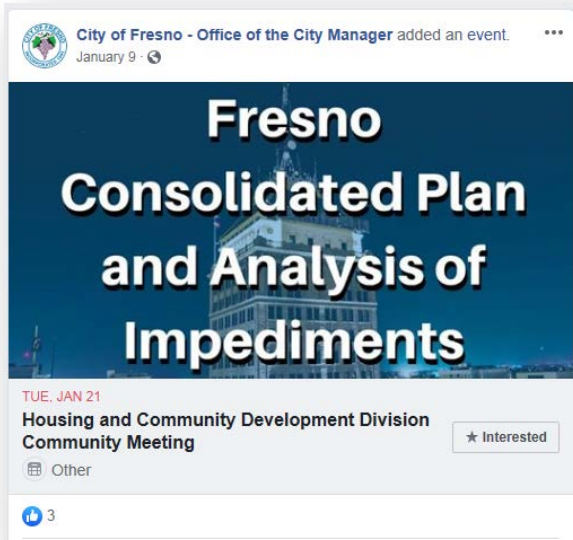 City of Fresno - Office of the City Manager added an event.
January 9 ·
Fresno
Consolidated Plan
and Analysis of
Impediments
TUE, JAN 21
Housing and Community Development Division
Community Meeting
★ Interested
Other
3